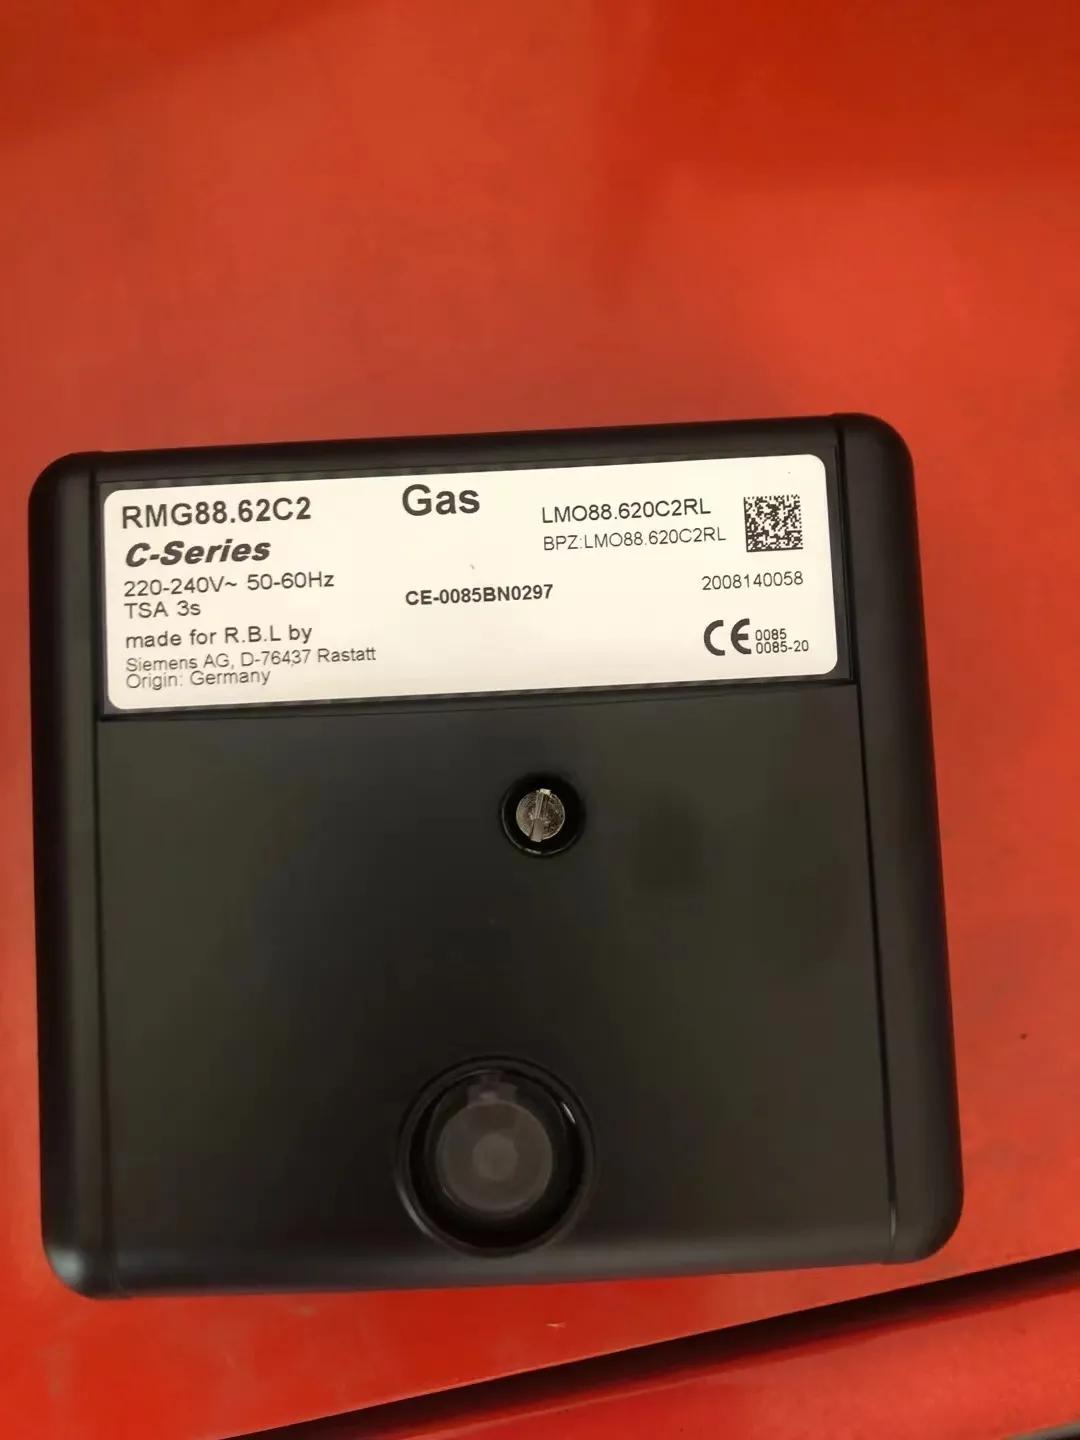 RMG88.62C2
Gas
C-Series
220-240V~ 50-60Hz
TSA 3s
made for R.B.L by
Siemens AG, D-76437 Rastatt
Origin: Germany
CE-0085BN0297
LMO88.620C2RL
BPZ:LMO88.620C2RL
2008140058
CE 0085
0085-20